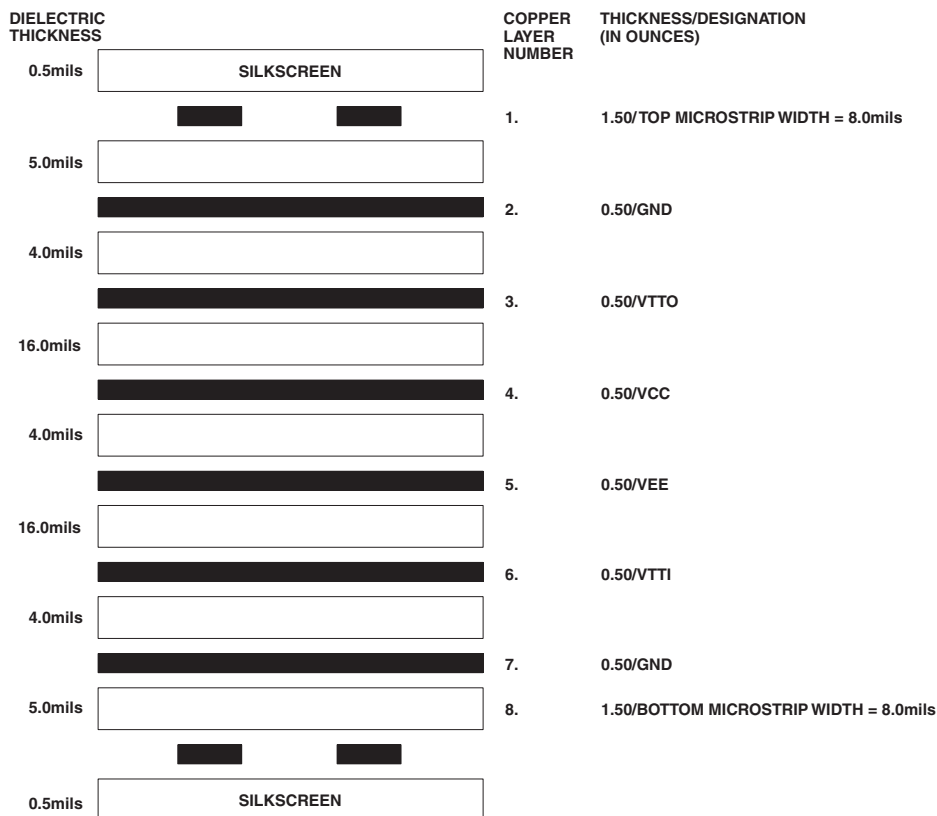 DIELECTRIC
THICKNESS
COPPER
LAYER
NUMBER
THICKNESS/DESIGNATION
(IN OUNCES)
0.5mils
SILKSCREEN
1.
1.50/TOP MICROSTRIP WIDTH = 8.0mils
5.0mils
2.
0.50/GND
4.0mils
3.
0.50/VTTO
16.0mils
4.
0.50/VCC
4.0mils
5.
0.50/VEE
16.0mils
6.
0.50/VTTI
4.0mils
7.
0.50/GND
5.0mils
8.
1.50/BOTTOM MICROSTRIP WIDTH = 8.0mils
0.5mils
SILKSCREEN